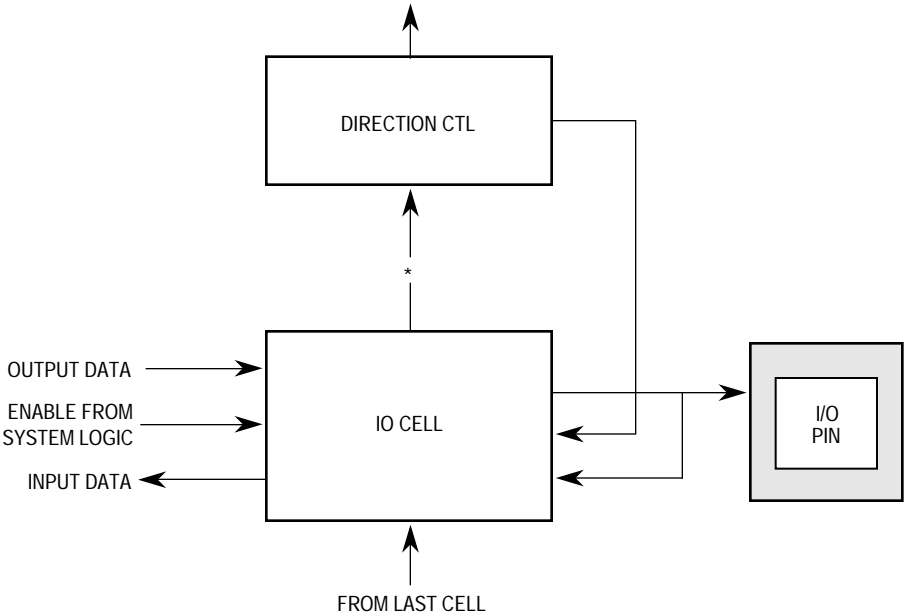 DIRECTION CTL
*
OUTPUT DATA
ENABLE FROM
SYSTEM LOGIC
INPUT DATA
IO CELL
I/O
PIN
FROM LAST CELL